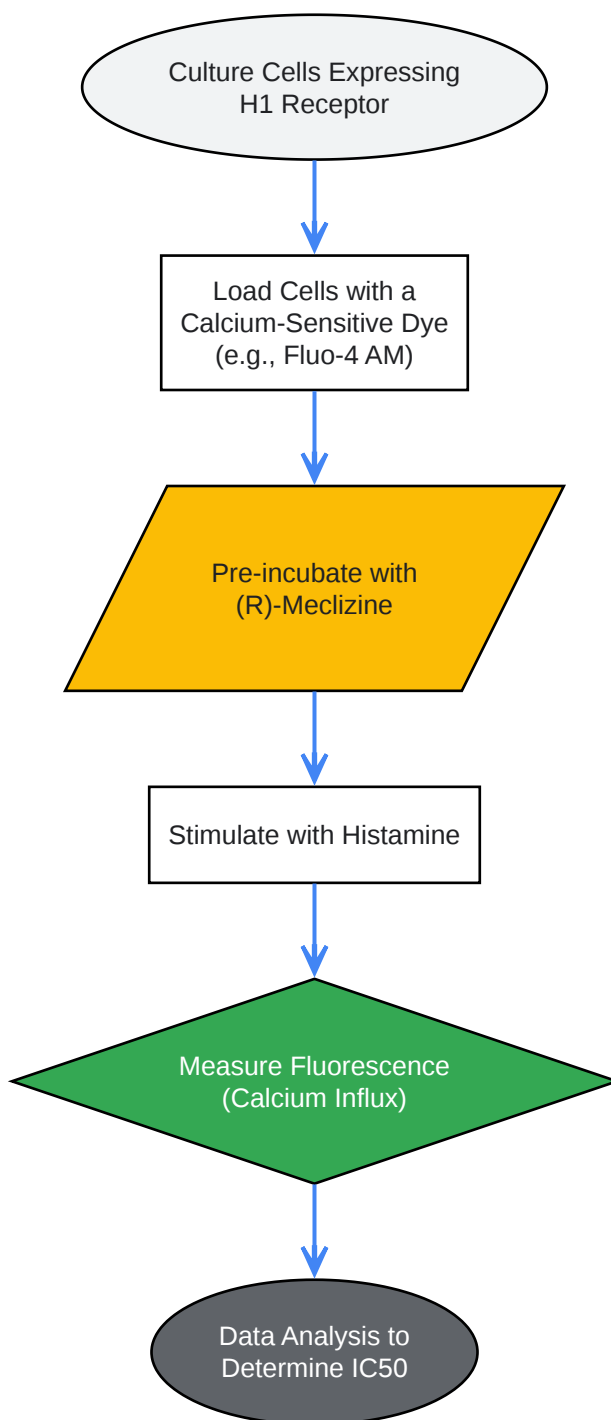 Culture Cells Expressing
H1 Receptor
Load Cells with a
Calcium-Sensitive Dye
(e.g., Fluo-4 AM)
Pre-incubate with
(R)-Meclizine
Stimulate with Histamine
Measure Fluorescence
(Calcium Influx)
Data Analysis to
Determine IC50